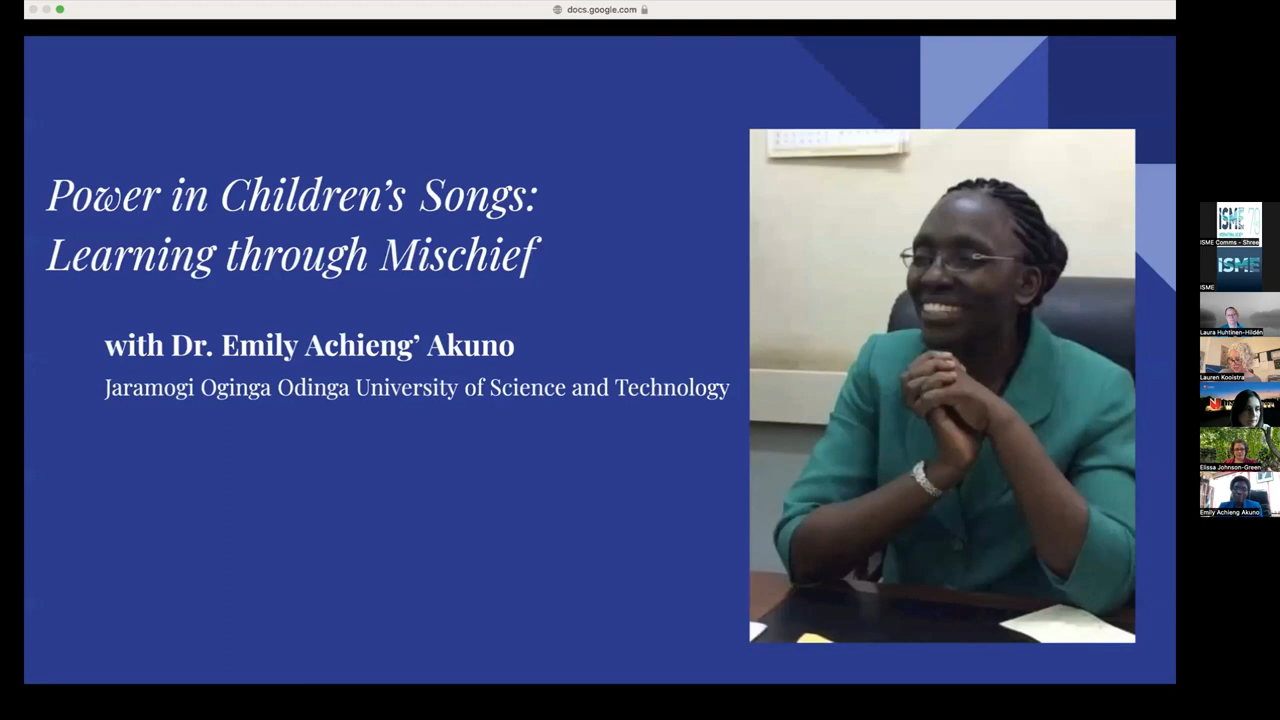 docs.google.com
Power in Children's Songs:
Learning through Mischief
with Dr. Emily Achieng' Akuno
Jaramogi Oginga Odinga University of Science and Technology
ISME
ISME Comms - Shree
ISME
ISME
Laura Huhtinen-Hildén
Lauren Kooistra
Elissa Johnson-Green
Emily Achieng Akuno